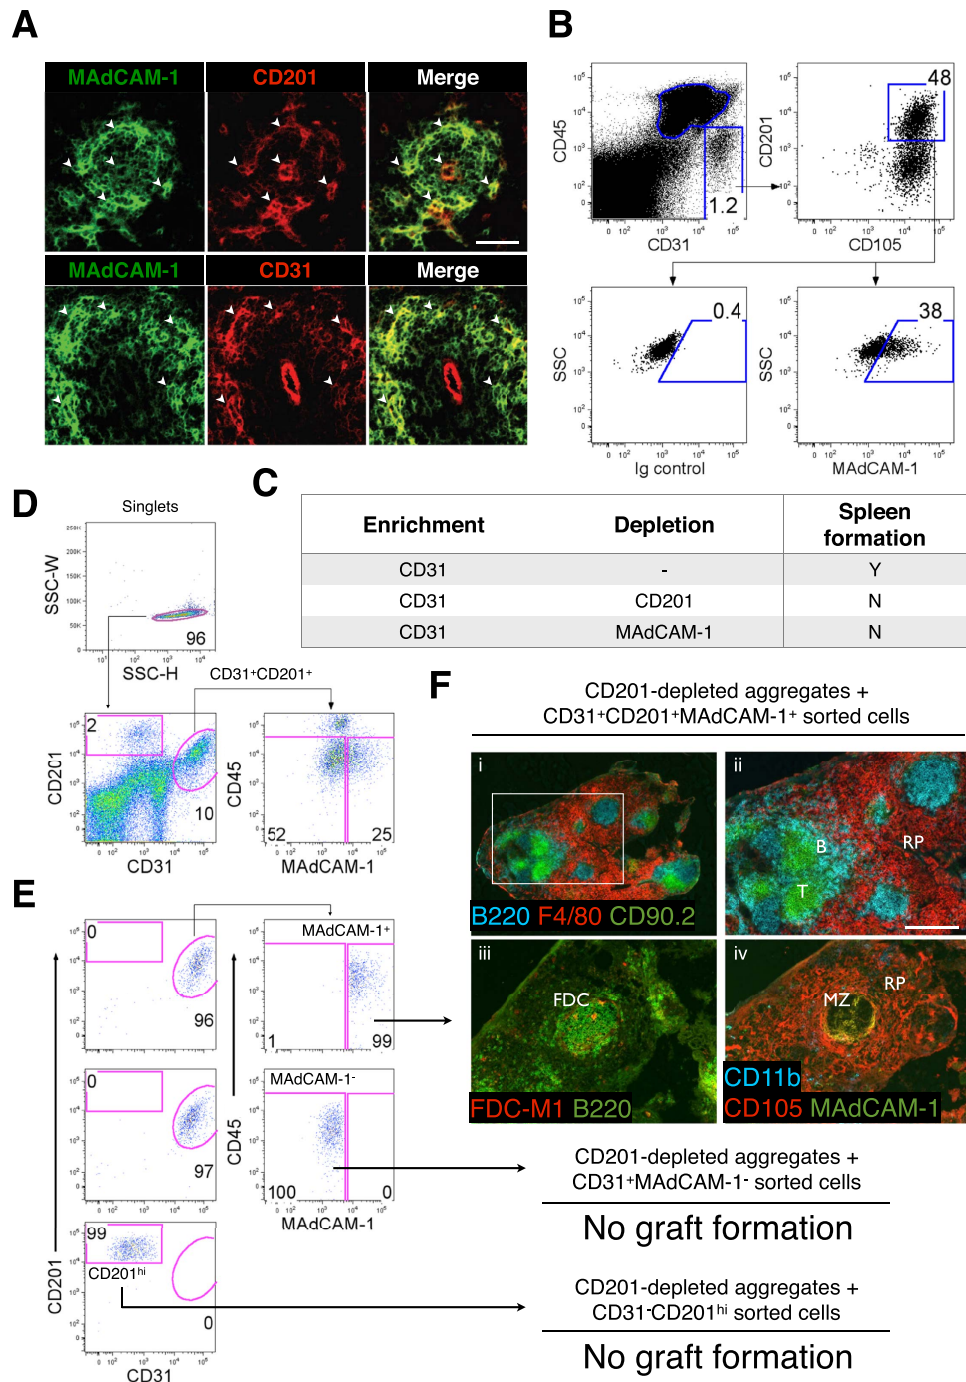 A
MAdCAM-1 CD201 Merge
MAdCAM-1 CD31 Merge
B
CD45
1.2
CD31
CD201
48
CD105
SSC
0.4
Ig control
SSC
38
MAdCAM-1
C
Enrichment Depletion Spleen formation
CD31 - Y
CD31 CD201 N
CD31 MAdCAM-1 N
D
Singlets
SSC-W
250K
200K
150K
100K
50K
0
96
SSC-H
CD31+CD201+
CD201
2
10
CD31
CD45
52 25
MAdCAM-1
E
0
96
0
97
99
CD201hi
0
CD201
CD31
CD45
MAdCAM-1+
1 99
MAdCAM-1-
100 0
MAdCAM-1
F
CD201-depleted aggregates +
CD31+CD201+MAdCAM-1+ sorted cells
i
B220 F4/80 CD90.2
ii
B
T
RP
iii
FDC
FDC-M1 B220
iv
MZ
RP
CD11b
CD105 MAdCAM-1
CD201-depleted aggregates +
CD31+MAdCAM-1- sorted cells
No graft formation
CD201-depleted aggregates +
CD31-CD201hi sorted cells
No graft formation